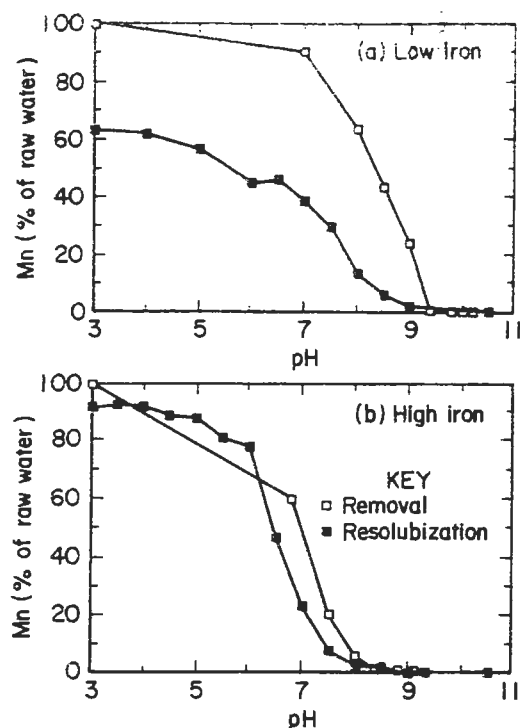 100
80
60
40
20
0
Mn (% of raw water)
(a) Low iron
3 5 7 9 11
pH
100
80
60
40
20
0
Mn (% of raw water)
(b) High iron
KEY
Removal
Resolubization
3 5 7 9 11
pH